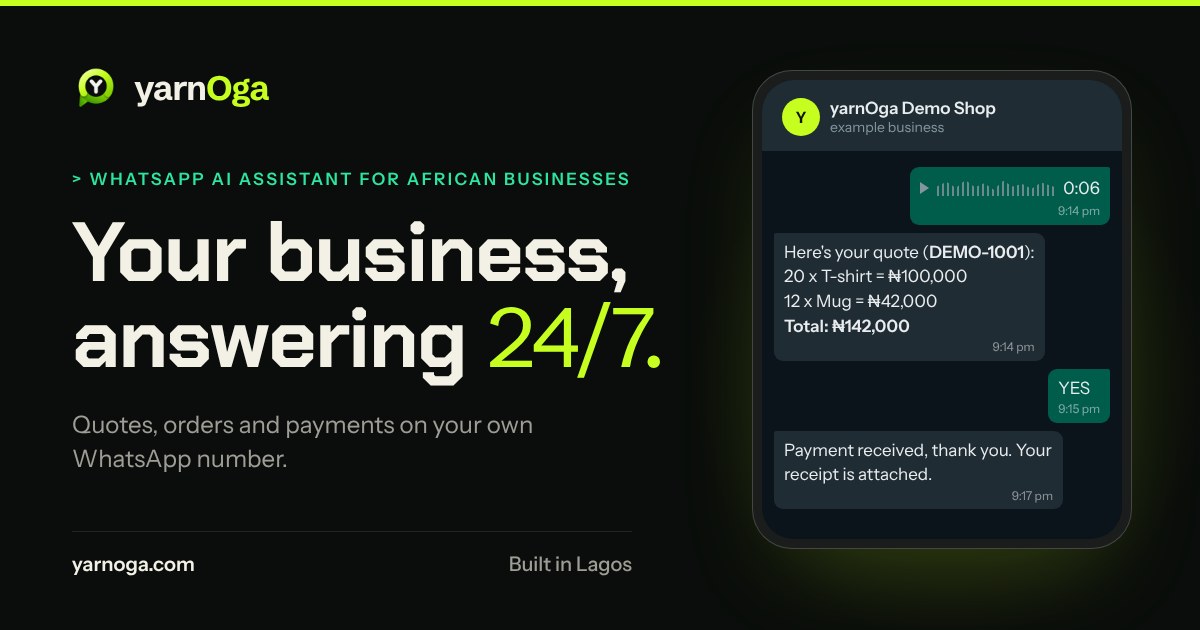 Y yarnOga
> WHATSAPP AI ASSISTANT FOR AFRICAN BUSINESSES
Your business,
answering 24/7.
Quotes, orders and payments on your own
WhatsApp number.
yarnoga.com
Built in Lagos
Y
yarnOga Demo Shop
example business
0:06
9:14 pm
Here's your quote (DEMO-1001):
20 x T-shirt = ₦100,000
12 x Mug = ₦42,000
Total: ₦142,000
9:14 pm
YES
9:15 pm
Payment received, thank you. Your
receipt is attached.
9:17 pm